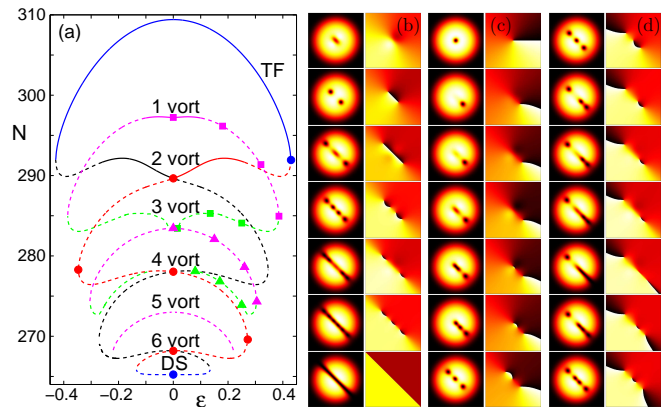 (a)
(b)
(c)
(d)
310
TF
300
1 vort
N
2 vort
290
3 vort
280
4 vort
5 vort
270
6 vort
DS
−0.4 −0.2 0 0.2 0.4
ε